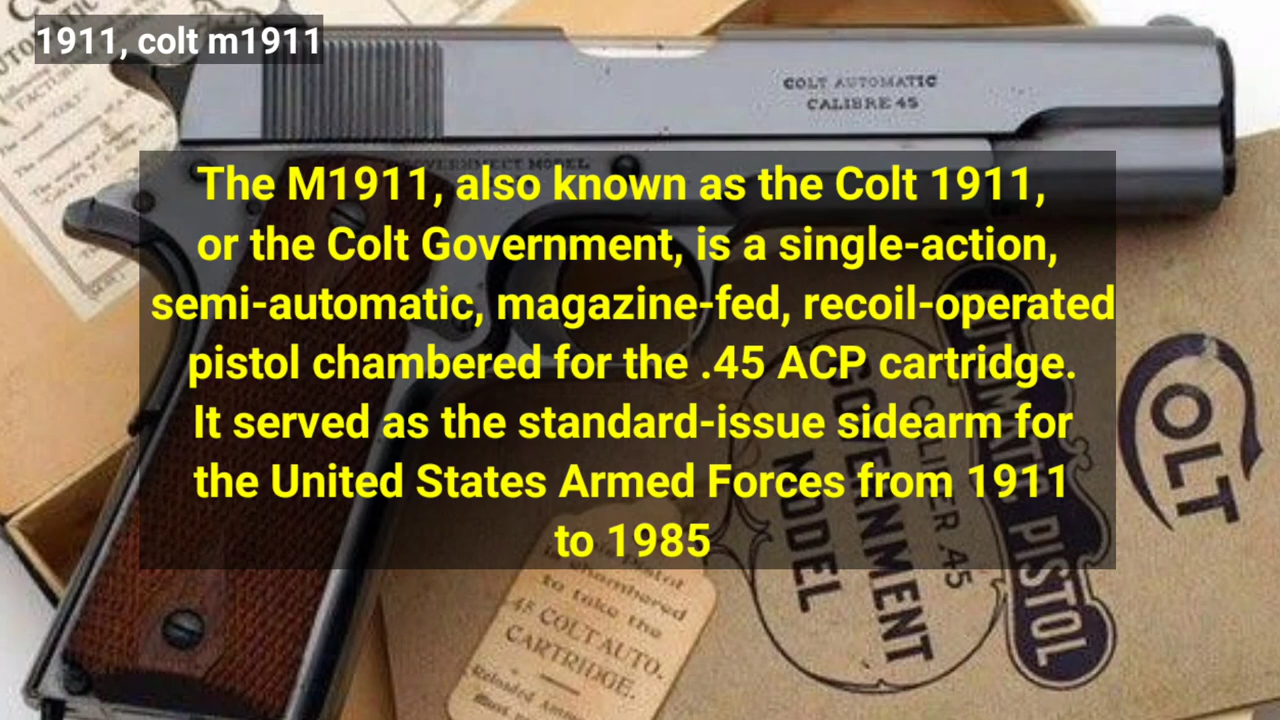 1911, colt m1911
COLT AUTOMATIC
CALIBRE 45
GOVERNMENT MODEL
The M1911, also known as the Colt 1911,
or the Colt Government, is a single-action,
semi-automatic, magazine-fed, recoil-operated
pistol chambered for the .45 ACP cartridge.
It served as the standard-issue sidearm for
the United States Armed Forces from 1911
to 1985
COLT
PISTOL
CALIBER 45
GOVERNMENT
MODEL
chambered
to take the
45 COLT AUTO.
CARTRIDGE.
Reloaded